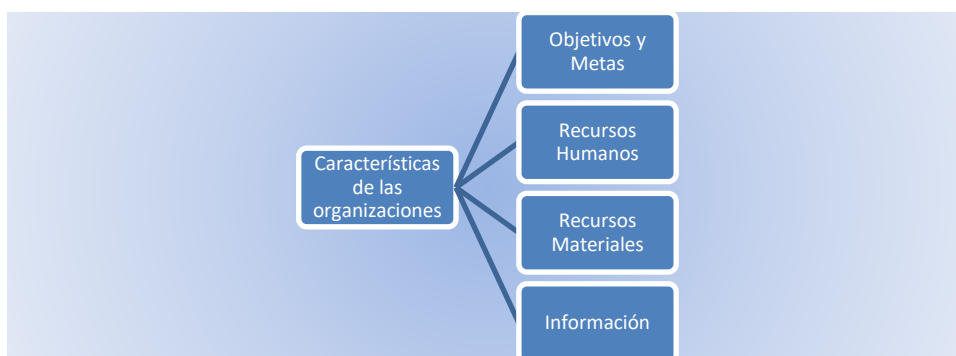 Objetivos y
Metas
Recursos
Humanos
Características
de las
organizaciones
Recursos
Materiales
Información